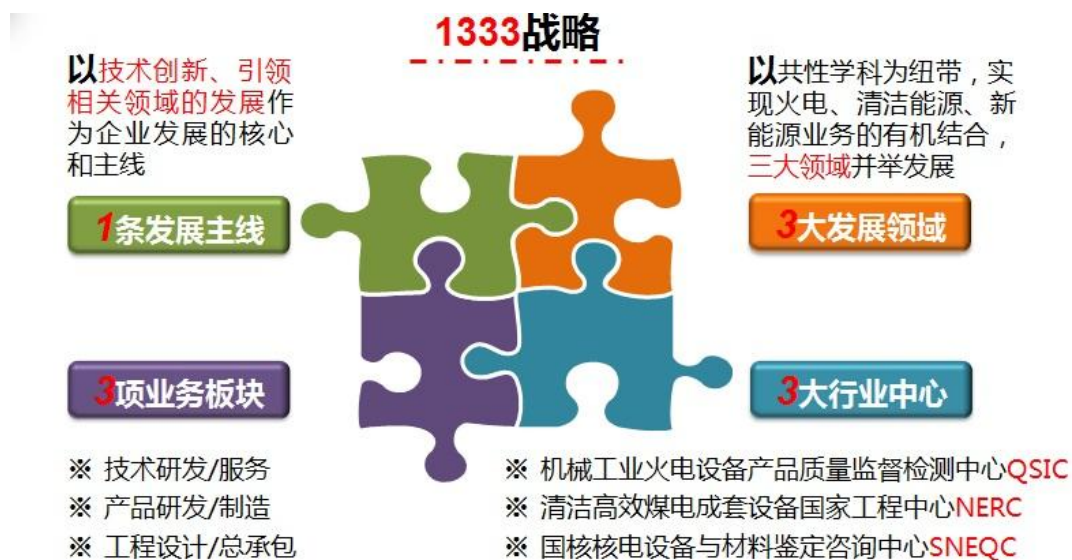 1333战略
以技术创新、引领
相关领域的发展作
为企业发展的核心
和主线
以共性学科为纽带，实
现火电、清洁能源、新
能源业务的有机结合，
三大领域并举发展
1条发展主线
3大发展领域
3项业务板块
3大行业中心
※ 技术研发/服务
※ 产品研发/制造
※ 工程设计/总承包
※ 机械工业火电设备产品质量监督检测中心QSIC
※ 清洁高效煤电成套设备国家工程中心NERC
※ 国核核电设备与材料鉴定咨询中心SNEQC